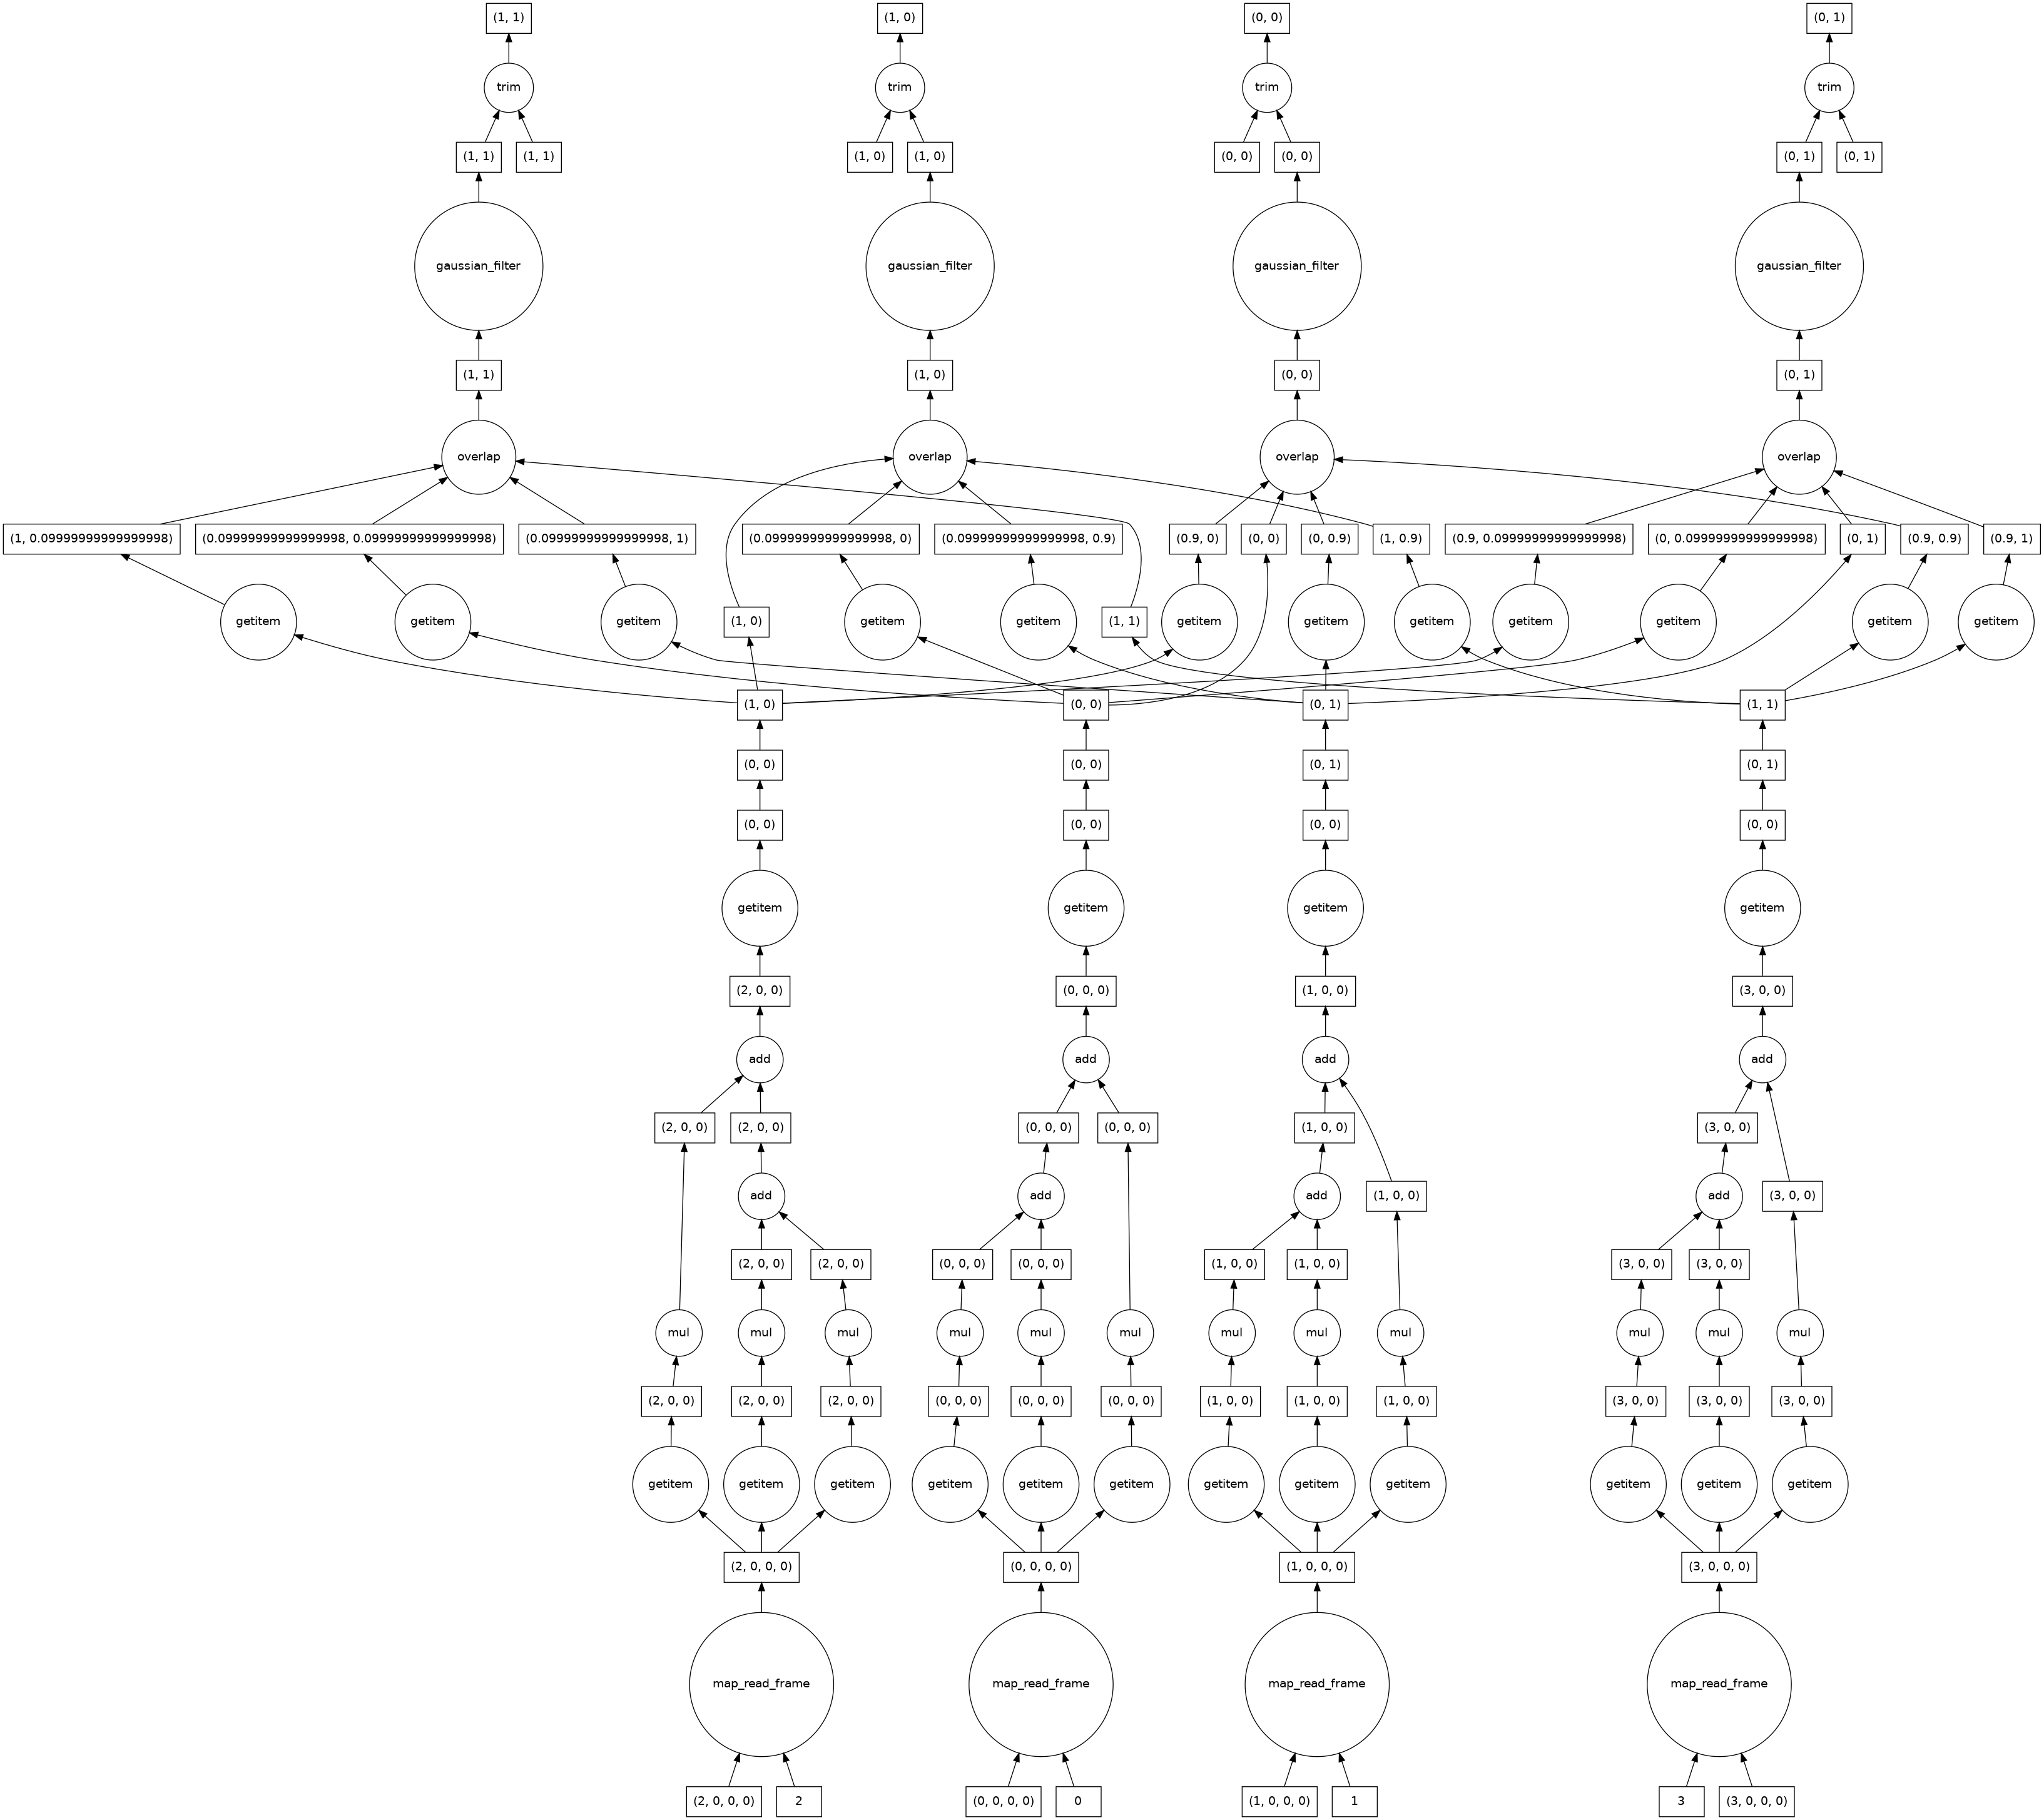 (1, 1)
(1, 0)
(0, 0)
(0, 1)
trim
trim
trim
trim
(1, 1)
(1, 1)
(1, 0)
(1, 0)
(0, 0)
(0, 0)
(0, 1)
(0, 1)
gaussian_filter
gaussian_filter
gaussian_filter
gaussian_filter
(1, 1)
(1, 0)
(0, 0)
(0, 1)
overlap
overlap
overlap
overlap
(1, 0.09999999999999998)
(0.09999999999999998, 0.09999999999999998)
(0.09999999999999998, 1)
(0.09999999999999998, 0)
(0.09999999999999998, 0.9)
(0.9, 0)
(0, 0)
(0, 0.9)
(1, 0.9)
(0.9, 0.09999999999999998)
(0, 0.09999999999999998)
(0, 1)
(0.9, 0.9)
(0.9, 1)
getitem
getitem
getitem
(1, 0)
getitem
getitem
(1, 1)
getitem
getitem
getitem
getitem
getitem
getitem
getitem
(1, 0)
(0, 0)
(0, 1)
(1, 1)
(0, 0)
(0, 0)
(0, 1)
(0, 1)
(0, 0)
(0, 0)
(0, 0)
(0, 0)
getitem
getitem
getitem
getitem
(2, 0, 0)
(0, 0, 0)
(1, 0, 0)
(3, 0, 0)
add
add
add
add
(2, 0, 0)
(2, 0, 0)
(0, 0, 0)
(0, 0, 0)
(1, 0, 0)
(3, 0, 0)
add
add
add
(1, 0, 0)
add
(3, 0, 0)
(2, 0, 0)
(2, 0, 0)
(0, 0, 0)
(0, 0, 0)
(1, 0, 0)
(1, 0, 0)
(3, 0, 0)
(3, 0, 0)
mul
mul
mul
mul
mul
mul
mul
mul
mul
mul
mul
mul
(2, 0, 0)
(2, 0, 0)
(2, 0, 0)
(0, 0, 0)
(0, 0, 0)
(0, 0, 0)
(1, 0, 0)
(1, 0, 0)
(1, 0, 0)
(3, 0, 0)
(3, 0, 0)
(3, 0, 0)
getitem
getitem
getitem
getitem
getitem
getitem
getitem
getitem
getitem
getitem
getitem
getitem
(2, 0, 0, 0)
(0, 0, 0, 0)
(1, 0, 0, 0)
(3, 0, 0, 0)
map_read_frame
map_read_frame
map_read_frame
map_read_frame
(2, 0, 0, 0)
2
(0, 0, 0, 0)
0
(1, 0, 0, 0)
1
3
(3, 0, 0, 0)